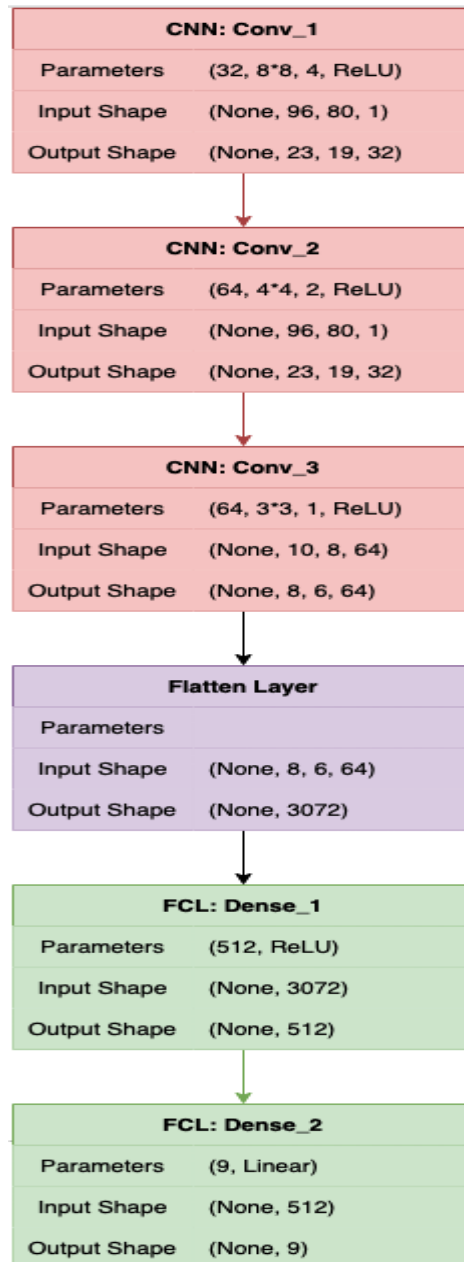 CNN: Conv_1
Parameters (32, 8*8, 4, ReLU)
Input Shape (None, 96, 80, 1)
Output Shape (None, 23, 19, 32)
CNN: Conv_2
Parameters (64, 4*4, 2, ReLU)
Input Shape (None, 96, 80, 1)
Output Shape (None, 23, 19, 32)
CNN: Conv_3
Parameters (64, 3*3, 1, ReLU)
Input Shape (None, 10, 8, 64)
Output Shape (None, 8, 6, 64)
Flatten Layer
Parameters
Input Shape (None, 8, 6, 64)
Output Shape (None, 3072)
FCL: Dense_1
Parameters (512, ReLU)
Input Shape (None, 3072)
Output Shape (None, 512)
FCL: Dense_2
Parameters (9, Linear)
Input Shape (None, 512)
Output Shape (None, 9)